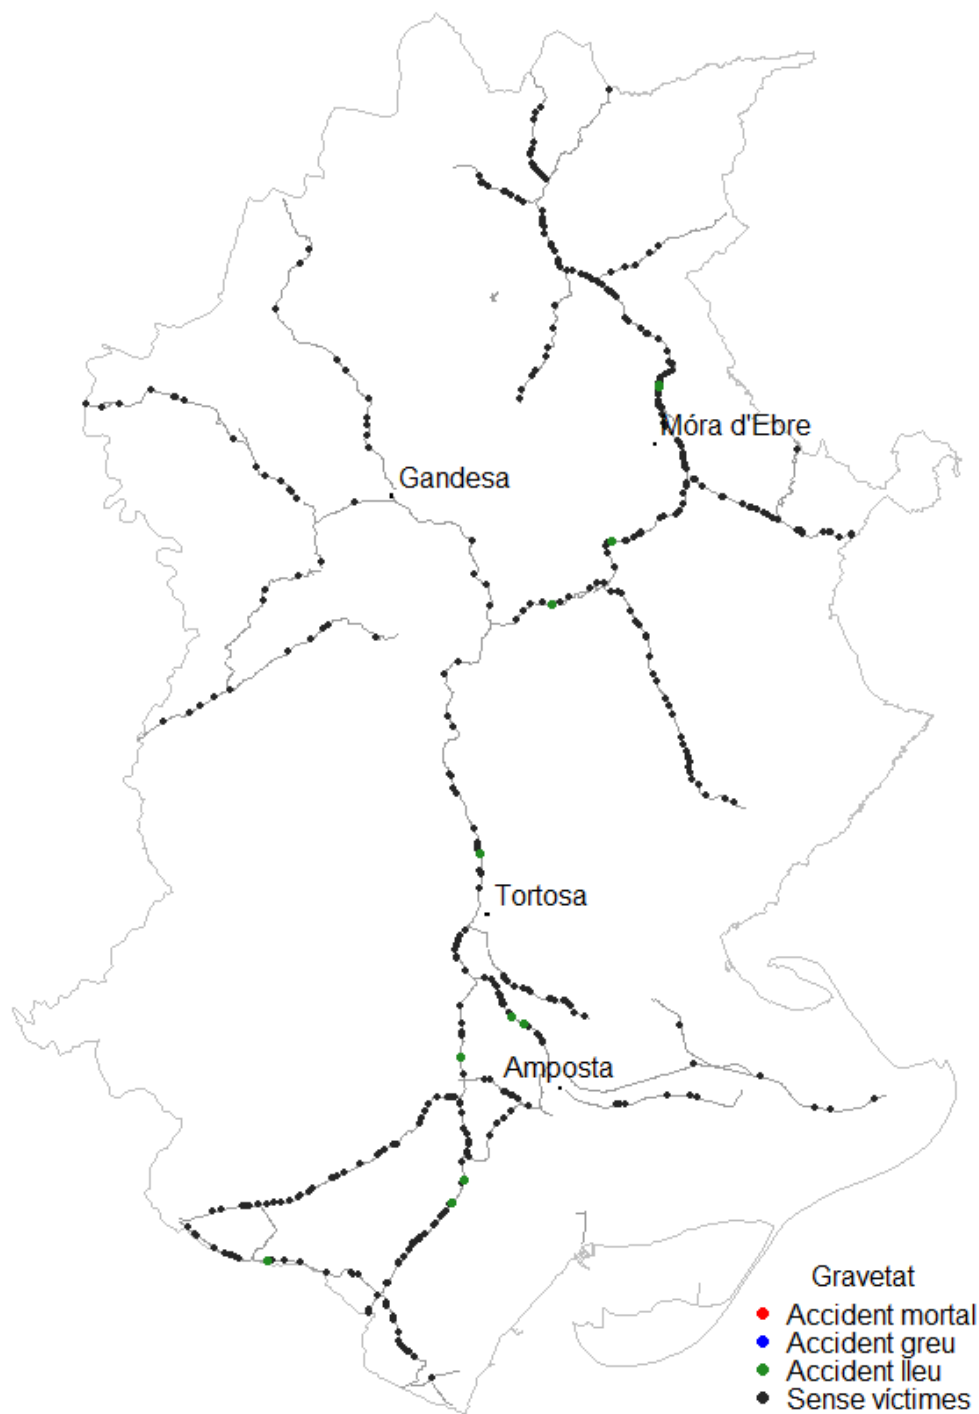 Móra d'Ebre
Gandesa
Tortosa
Amposta
Gravetat
Accident mortal
Accident greu
Accident lleu
Sense víctimes